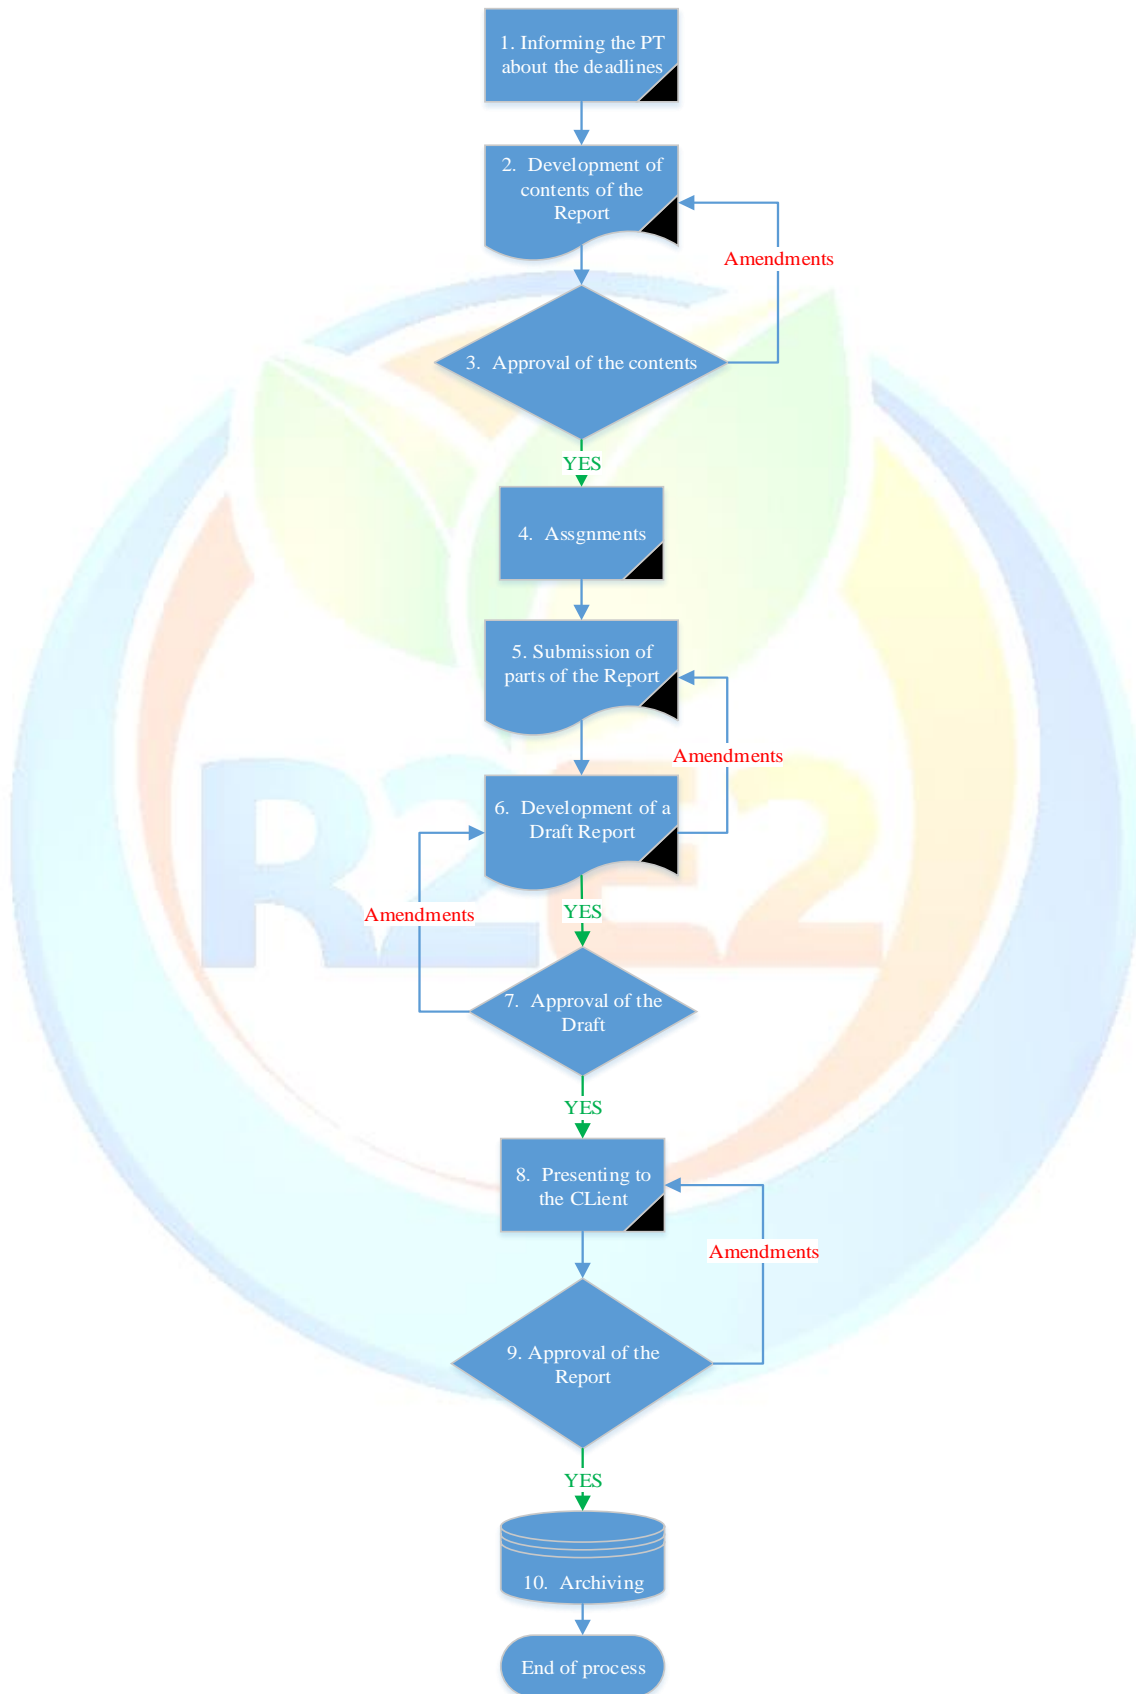 1. Informing the PT
about the deadlines
2. Development of
contents of the
Report
Amendments
3. Approval of the contents
YES
4. Assgnments
5. Submission of
parts of the Report
Amendments
6. Development of a
Draft Report
Amendments
YES
7. Approval of the
Draft
YES
8. Presenting to
the CLient
Amendments
9. Approval of the
Report
YES
10. Archiving
End of process
R2E2